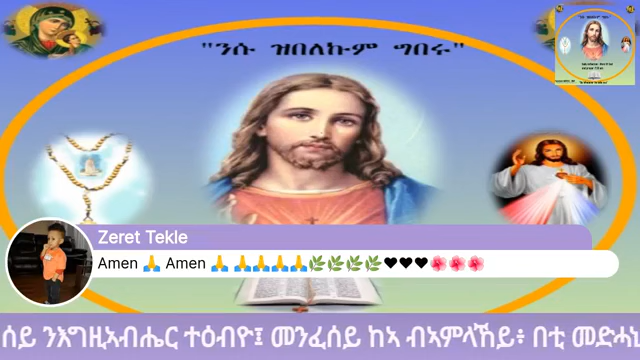 "ንሱ ዝበለኩም ግበሩ"
Zeret Tekle
Amen 🙏 Amen 🙏 🙏🙏🙏🙏🌿🌿🌿🌿🖤🖤🖤🌺🌺🌺
ሰይ ንእግዚኣብሔር ተዕብዮ፤ መንፈሰይ ከኣ ብኣምላኸይ፥ በቲ መድሓኒ